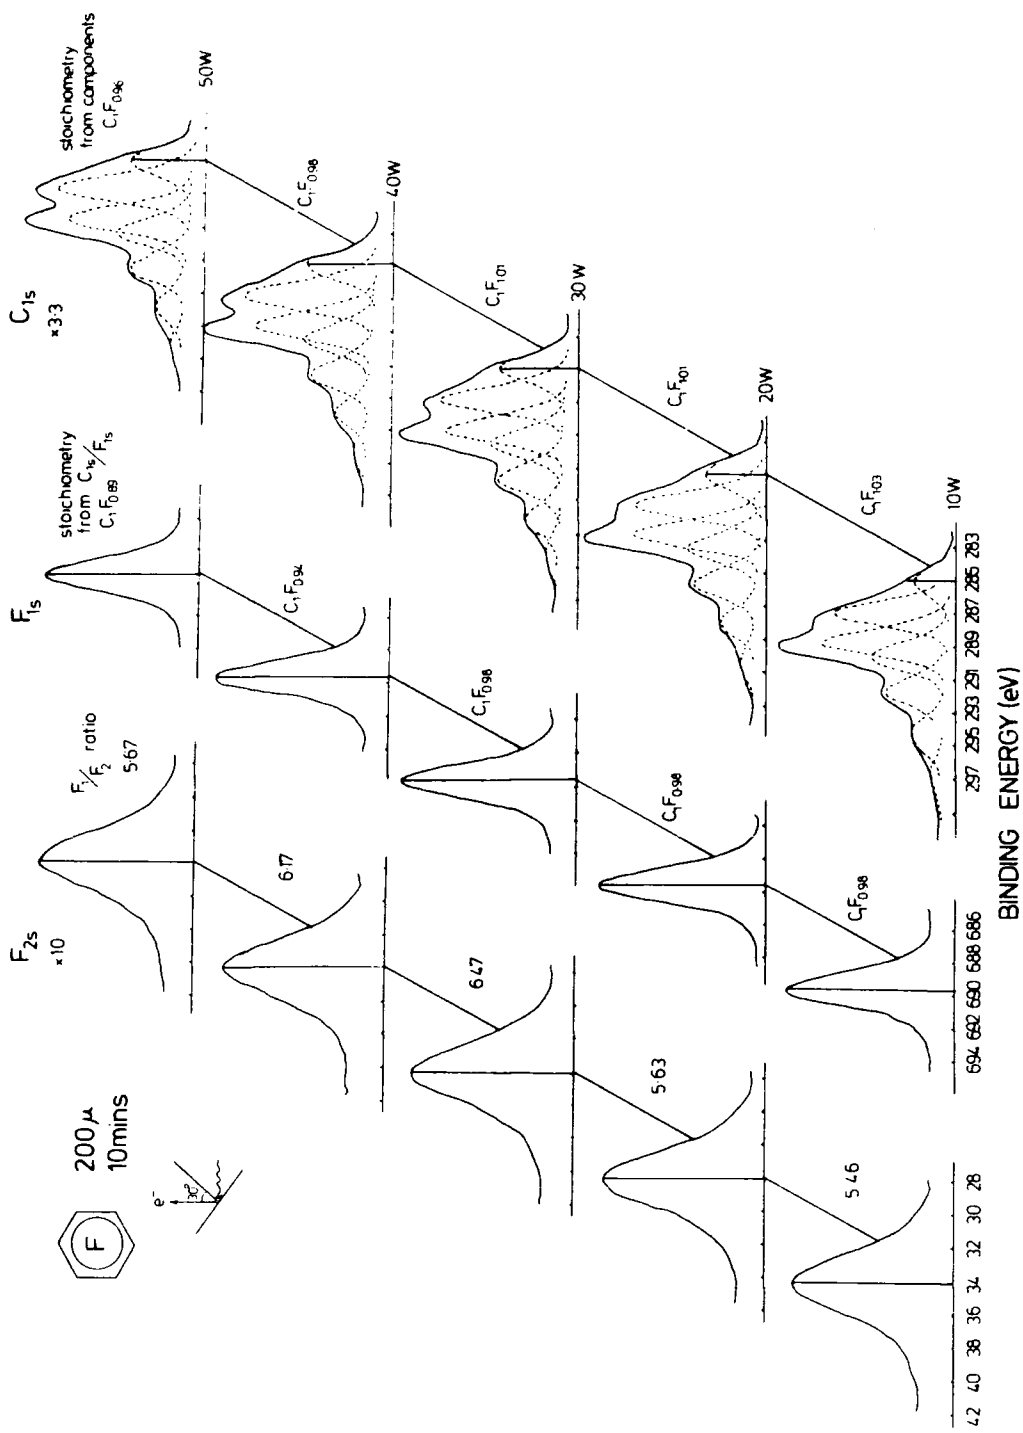 F
200 μ
10mins
e⁻
30°
F2s
×10
F1/F2 ratio
5·67
6·17
6·47
5·63
5·46
F1s
stoichiometry
from C1s/F1s
C1F0·89
C1F0·94
C1F0·98
C1F0·98
C1F0·98
C1s
×3·3
stoichiometry
from components
C1F0·96
C1F0·98
C1F1·01
C1F1·01
C1F1·03
50W
40W
30W
20W
10W
42 40 38 36 34 32 30 28
694 692 690 688 686
297 295 293 291 289 287 285 283
BINDING ENERGY (eV)